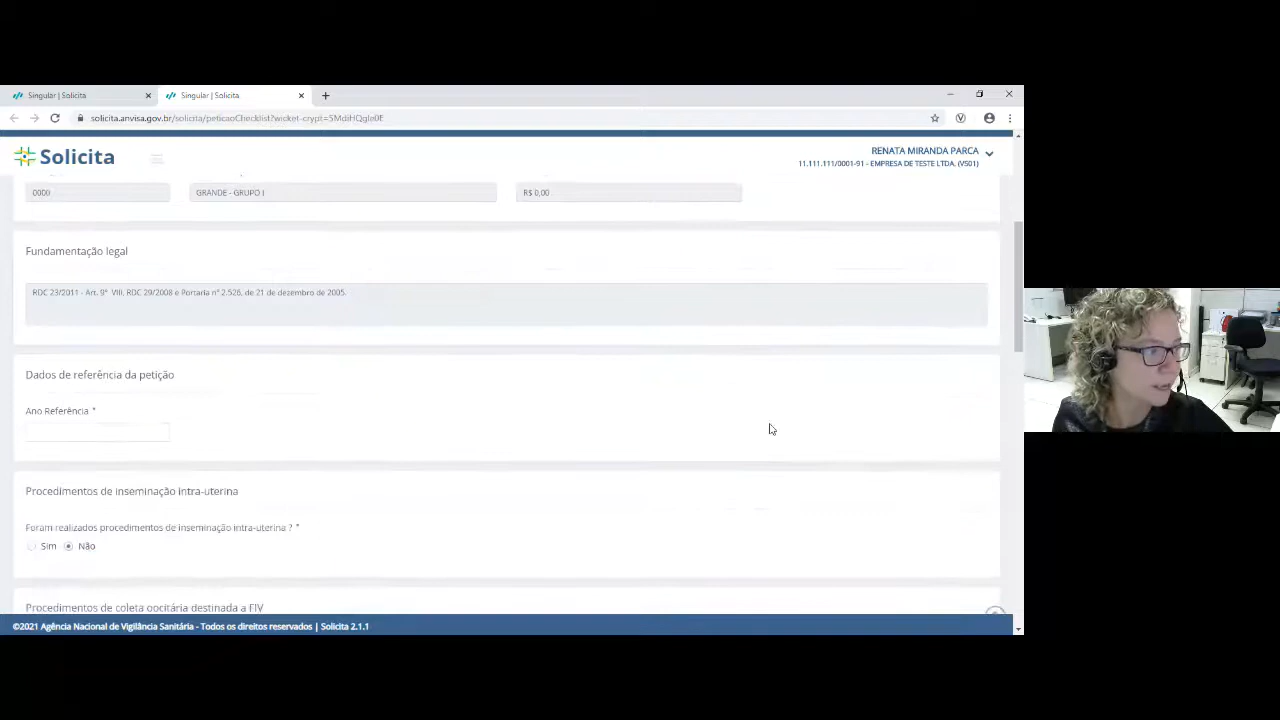 Singular | Solicita
Singular | Solicita
solicita.anvisa.gov.br/solicita/peticaoChecklist?wicket-crypt=5MdiHQgle0E
Solicita
RENATA MIRANDA PARCA
11.111.111/0001-91 - EMPRESA DE TESTE LTDA. (VS01)
0000
GRANDE - GRUPO I
R$ 0,00
Fundamentação legal
RDC 23/2011 - Art. 9º VIII, RDC 29/2008 e Portaria nº 2.526, de 21 de dezembro de 2005.
Dados de referência da petição
Ano Referência *
Procedimentos de inseminação intra-uterina
Foram realizados procedimentos de inseminação intra-uterina ? *
Sim Não
Procedimentos de coleta oocitária destinada a FIV
©2021 Agência Nacional de Vigilância Sanitária - Todos os direitos reservados | Solicita 2.1.1